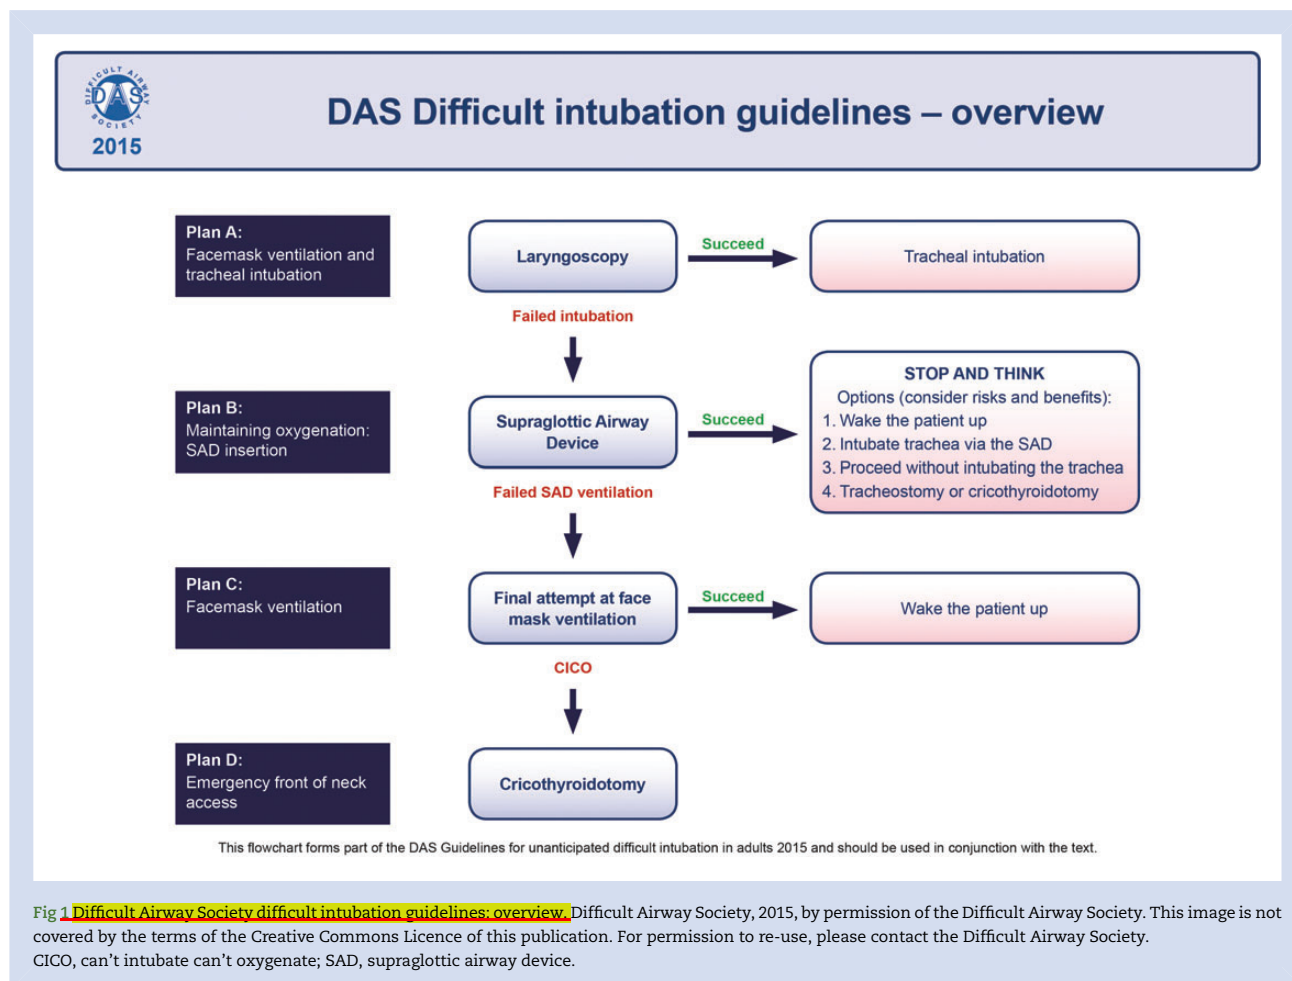 DIFFICULT AIRWAY SOCIETY
DAS
2015
DAS Difficult intubation guidelines – overview
Plan A:
Facemask ventilation and
tracheal intubation
Laryngoscopy
Succeed
Tracheal intubation
Failed intubation
Plan B:
Maintaining oxygenation:
SAD insertion
Supraglottic Airway
Device
Succeed
STOP AND THINK
Options (consider risks and benefits):
1. Wake the patient up
2. Intubate trachea via the SAD
3. Proceed without intubating the trachea
4. Tracheostomy or cricothyroidotomy
Failed SAD ventilation
Plan C:
Facemask ventilation
Final attempt at face
mask ventilation
Succeed
Wake the patient up
CICO
Plan D:
Emergency front of neck
access
Cricothyroidotomy
This flowchart forms part of the DAS Guidelines for unanticipated difficult intubation in adults 2015 and should be used in conjunction with the text.
Fig 1 Difficult Airway Society difficult intubation guidelines: overview. Difficult Airway Society, 2015, by permission of the Difficult Airway Society. This image is not
covered by the terms of the Creative Commons Licence of this publication. For permission to re-use, please contact the Difficult Airway Society.
CICO, can’t intubate can’t oxygenate; SAD, supraglottic airway device.